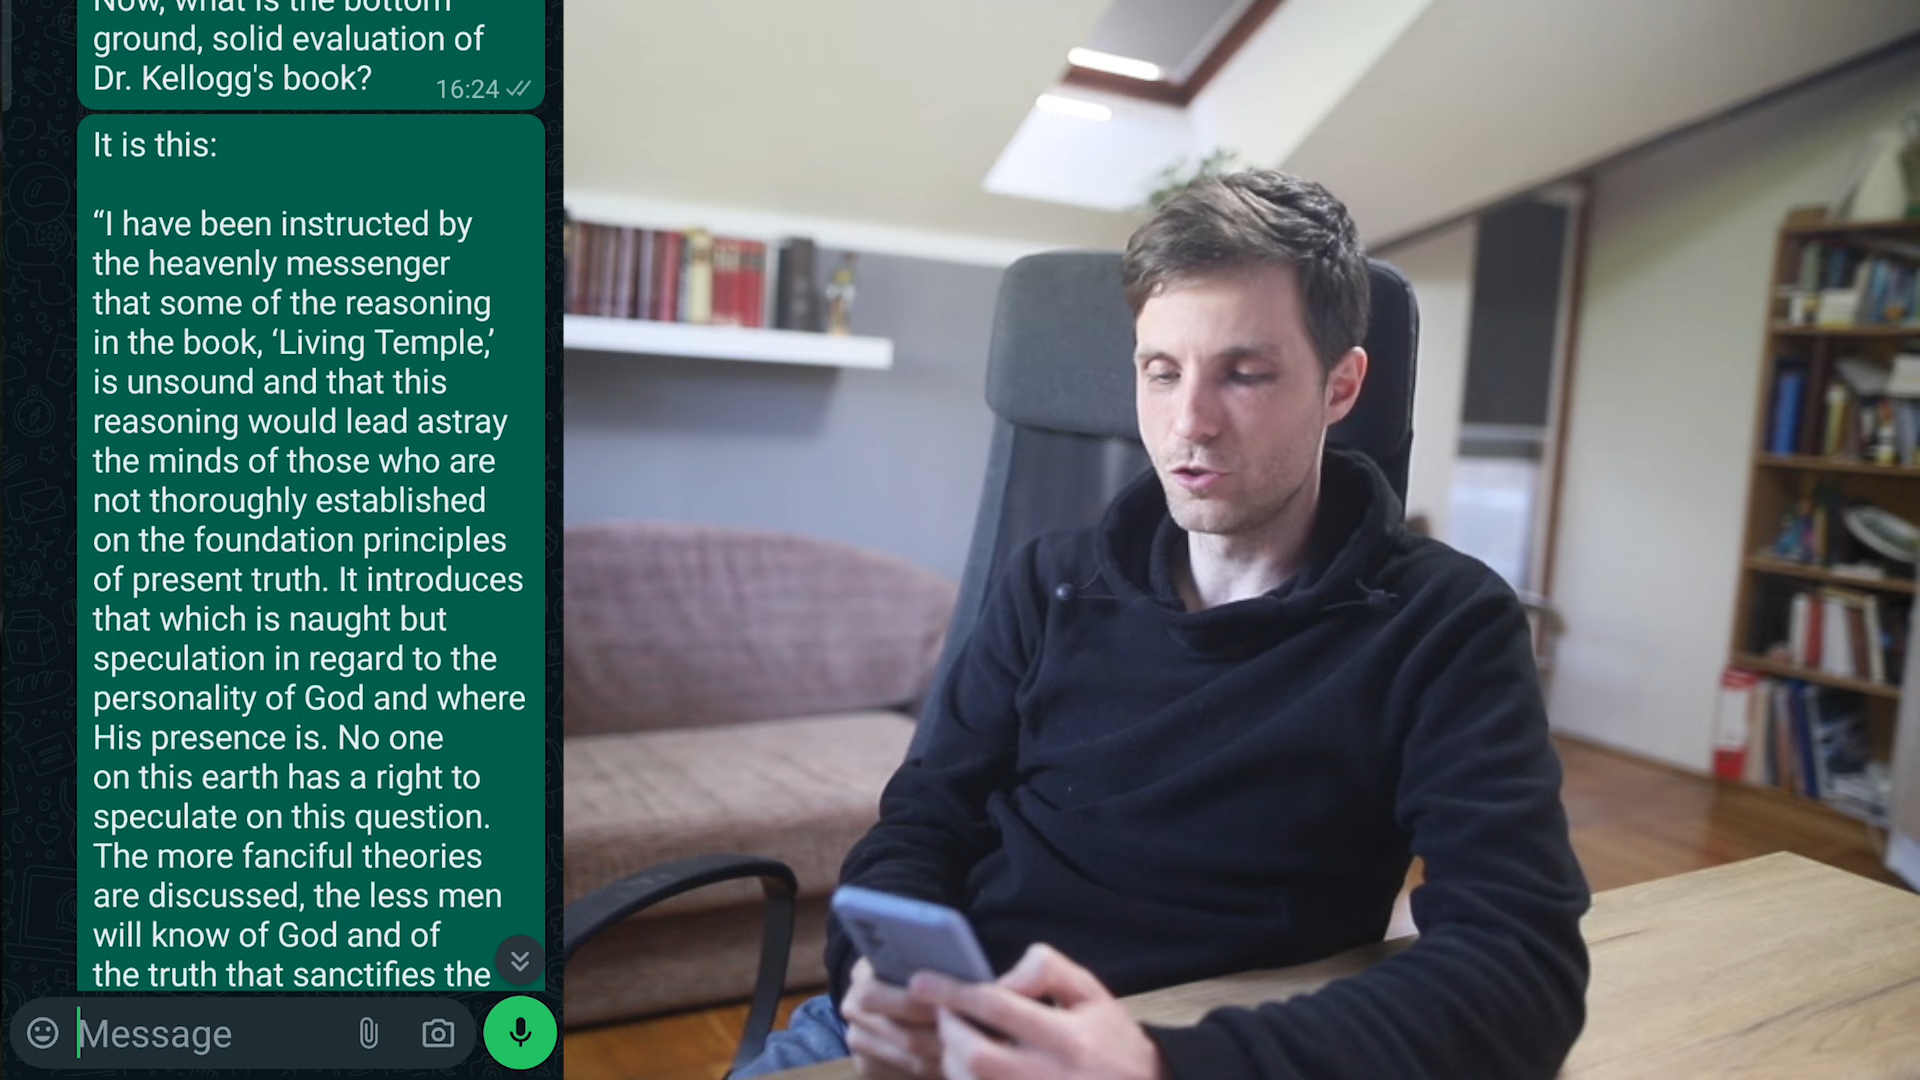 Now, what is the bottom
ground, solid evaluation of
Dr. Kellogg's book?
16:24
It is this:
“I have been instructed by
the heavenly messenger
that some of the reasoning
in the book, ‘Living Temple,’
is unsound and that this
reasoning would lead astray
the minds of those who are
not thoroughly established
on the foundation principles
of present truth. It introduces
that which is naught but
speculation in regard to the
personality of God and where
His presence is. No one
on this earth has a right to
speculate on this question.
The more fanciful theories
are discussed, the less men
will know of God and of
the truth that sanctifies the
Message